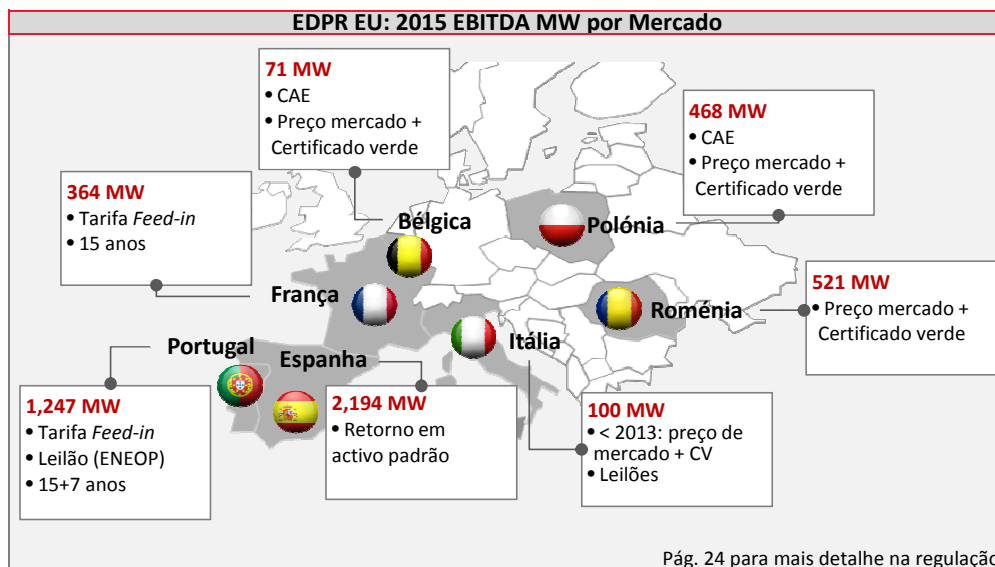 EDPR EU: 2015 EBITDA MW por Mercado
71 MW
• CAE
• Preço mercado +
Certificado verde
468 MW
• CAE
• Preço mercado +
Certificado verde
364 MW
• Tarifa Feed-in
• 15 anos
Bélgica
Polónia
França
521 MW
• Preço mercado +
Certificado verde
Roménia
Itália
Portugal
Espanha
1,247 MW
• Tarifa Feed-in
• Leilão (ENEOP)
• 15+7 anos
2,194 MW
• Retorno em
activo padrão
100 MW
• < 2013: preço de
mercado + CV
• Leilões
Pág. 24 para mais detalhe na regulação